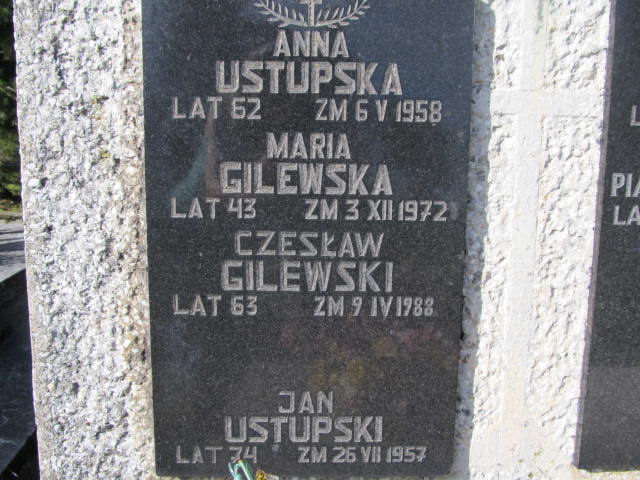 ANNA
USTUPSKA
LAT 62 ZM 6 V 1958
MARIA
GILEWSKA
LAT 43 ZM 3 XII 1972
CZESŁAW
GILEWSKI
LAT 63 ZM 9 IV 1988
JAN
USTUPSKI
LAT 74 ZM 26 VII 1957